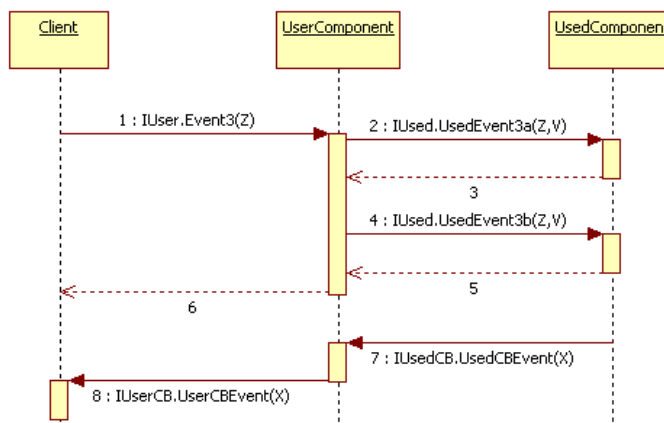 Client
UserComponent
UsedComponent
1 : IUser.Event3(Z)
2 : IUsed.UsedEvent3a(Z,V)
3
4 : IUsed.UsedEvent3b(Z,V)
5
6
7 : IUsedCB.UsedCBEvent(X)
8 : IUserCB.UserCBEvent(X)